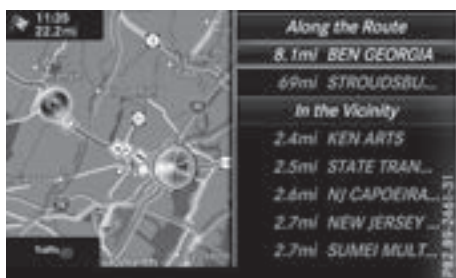 11:35
22.2mi
Along the Route
8.1mi BEN GEORGIA
69mi STROUDSBU...
In the Vicinity
2.4mi KEN ARTS
2.5mi STATE TRAN...
2.6mi NJ CAPOEIRA...
2.7mi NEW JERSEY ...
2.7mi SUMEI MULT...
Traffic